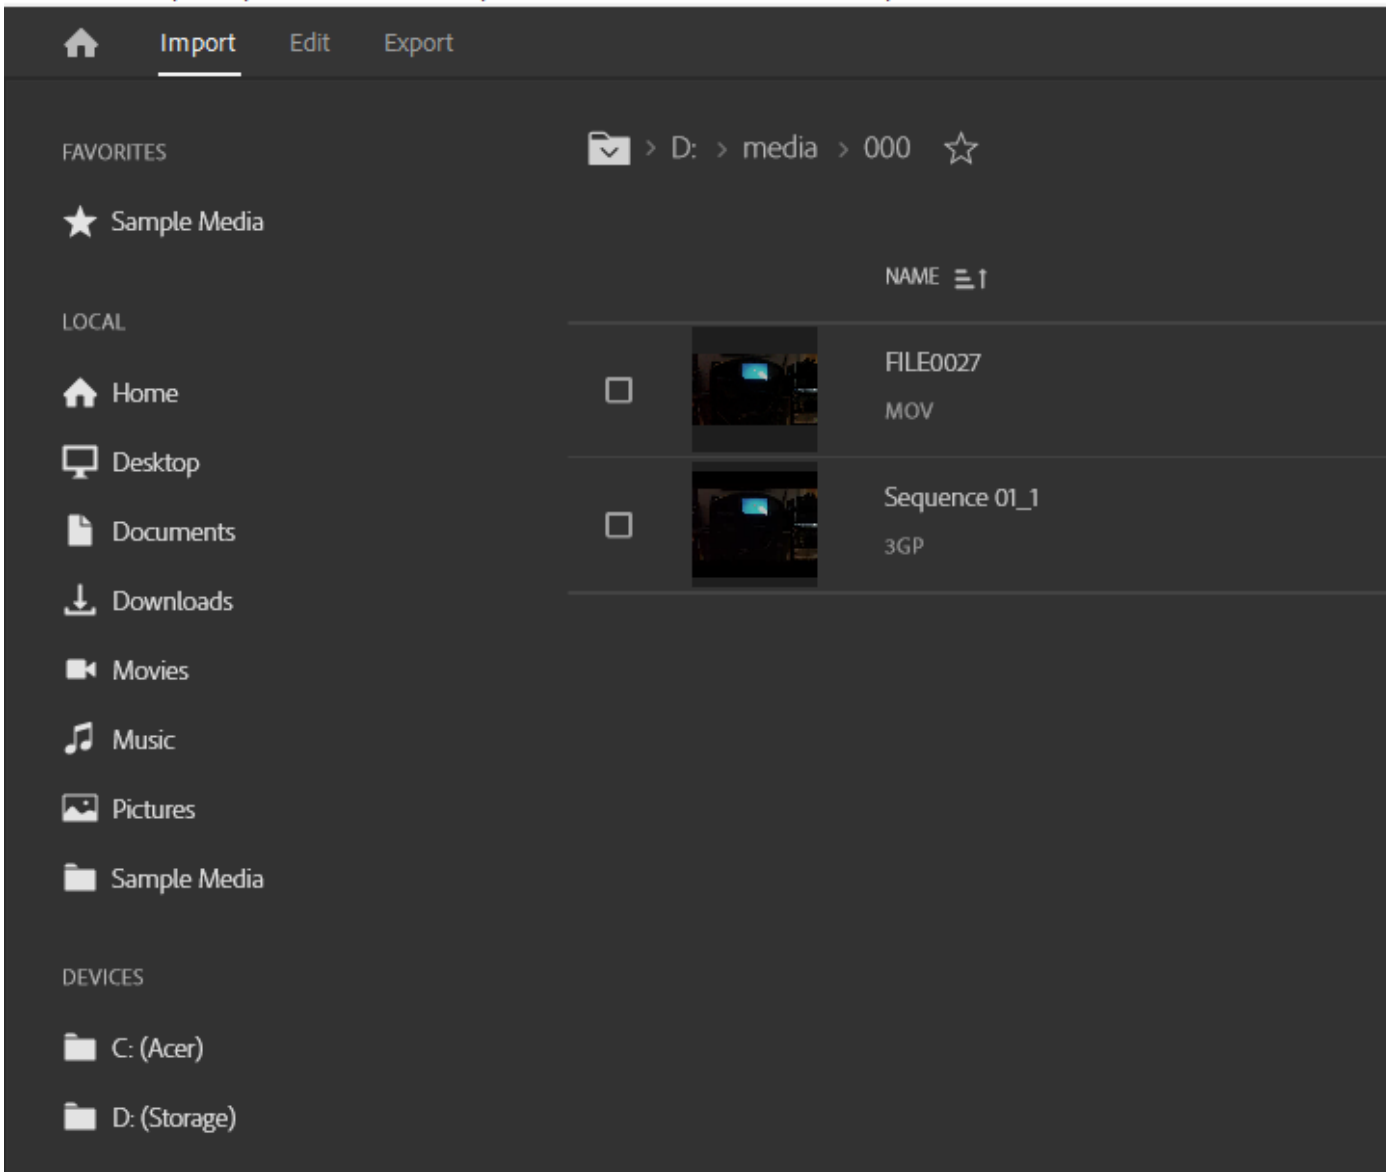 Import Edit Export
FAVORITES
Sample Media
LOCAL
Home
Desktop
Documents
Downloads
Movies
Music
Pictures
Sample Media
DEVICES
C: (Acer)
D: (Storage)
> D: > media > 000
NAME
FILE0027
MOV
Sequence 01_1
3GP